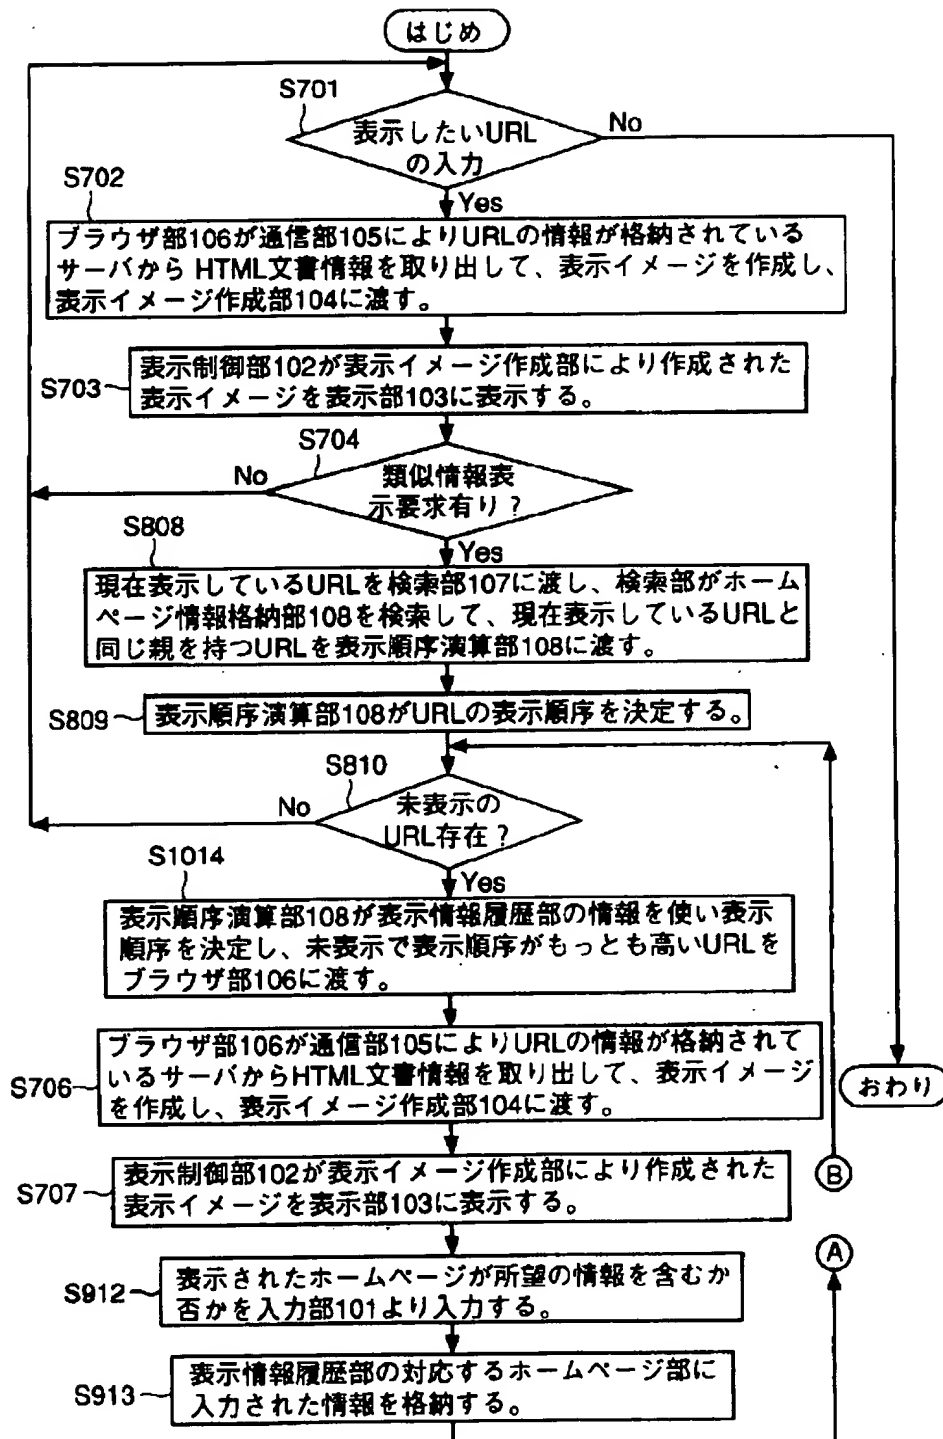 はじめ
S701
表示したいURL
の入力
No
Yes
S702
ブラウザ部106が通信部105によりURLの情報が格納されている
サーバから HTML文書情報を取り出して、表示イメージを作成し、
表示イメージ作成部104に渡す。
S703
表示制御部102が表示イメージ作成部により作成された
表示イメージを表示部103に表示する。
S704
No
類似情報表
示要求有り？
Yes
S808
現在表示しているURLを検索部107に渡し、検索部がホーム
ページ情報格納部108を検索して、現在表示しているURLと
同じ親を持つURLを表示順序演算部108に渡す。
S809
表示順序演算部108がURLの表示順序を決定する。
S810
No
未表示の
URL存在？
Yes
S1014
表示順序演算部108が表示情報履歴部の情報を使い表示
順序を決定し、未表示で表示順序がもっとも高いURLを
ブラウザ部106に渡す。
S706
ブラウザ部106が通信部105によりURLの情報が格納されて
いるサーバからHTML文書情報を取り出して、表示イメージ
を作成し、表示イメージ作成部104に渡す。
おわり
S707
表示制御部102が表示イメージ作成部により作成された
表示イメージを表示部103に表示する。
B
A
S912
表示されたホームページが所望の情報を含むか
否かを入力部101より入力する。
S913
表示情報履歴部の対応するホームページ部に
入力された情報を格納する。